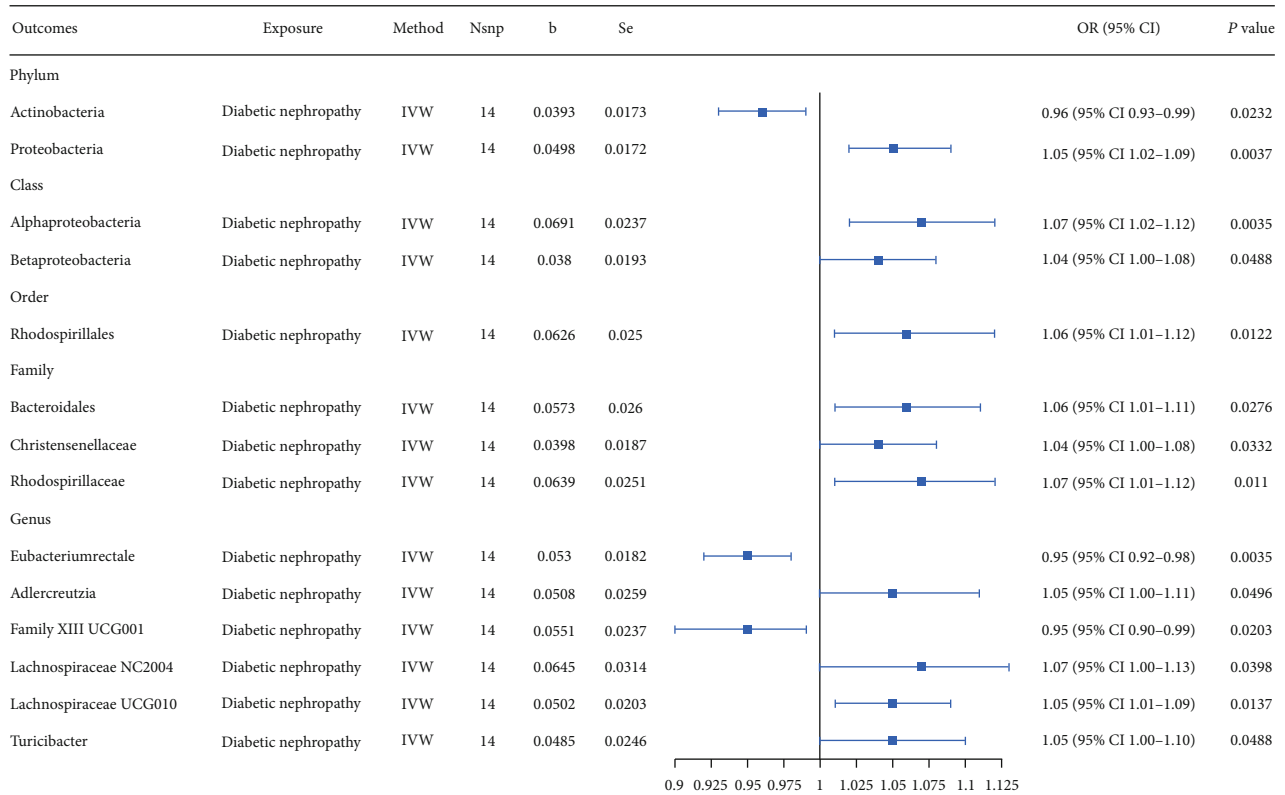 Outcomes Exposure Method Nsnp b Se OR (95% CI) P value
Phylum
Actinobacteria Diabetic nephropathy IVW 14 0.0393 0.0173 0.96 (95% CI 0.93–0.99) 0.0232
Proteobacteria Diabetic nephropathy IVW 14 0.0498 0.0172 1.05 (95% CI 1.02–1.09) 0.0037
Class
Alphaproteobacteria Diabetic nephropathy IVW 14 0.0691 0.0237 1.07 (95% CI 1.02–1.12) 0.0035
Betaproteobacteria Diabetic nephropathy IVW 14 0.038 0.0193 1.04 (95% CI 1.00–1.08) 0.0488
Order
Rhodospirillales Diabetic nephropathy IVW 14 0.0626 0.025 1.06 (95% CI 1.01–1.12) 0.0122
Family
Bacteroidales Diabetic nephropathy IVW 14 0.0573 0.026 1.06 (95% CI 1.01–1.11) 0.0276
Christensenellaceae Diabetic nephropathy IVW 14 0.0398 0.0187 1.04 (95% CI 1.00–1.08) 0.0332
Rhodospirillaceae Diabetic nephropathy IVW 14 0.0639 0.0251 1.07 (95% CI 1.01–1.12) 0.011
Genus
Eubacteriumrectale Diabetic nephropathy IVW 14 0.053 0.0182 0.95 (95% CI 0.92–0.98) 0.0035
Adlercreutzia Diabetic nephropathy IVW 14 0.0508 0.0259 1.05 (95% CI 1.00–1.11) 0.0496
Family XIII UCG001 Diabetic nephropathy IVW 14 0.0551 0.0237 0.95 (95% CI 0.90–0.99) 0.0203
Lachnospiraceae NC2004 Diabetic nephropathy IVW 14 0.0645 0.0314 1.07 (95% CI 1.00–1.13) 0.0398
Lachnospiraceae UCG010 Diabetic nephropathy IVW 14 0.0502 0.0203 1.05 (95% CI 1.01–1.09) 0.0137
Turicibacter Diabetic nephropathy IVW 14 0.0485 0.0246 1.05 (95% CI 1.00–1.10) 0.0488
0.9 0.925 0.95 0.975 1 1.025 1.05 1.075 1.1 1.125